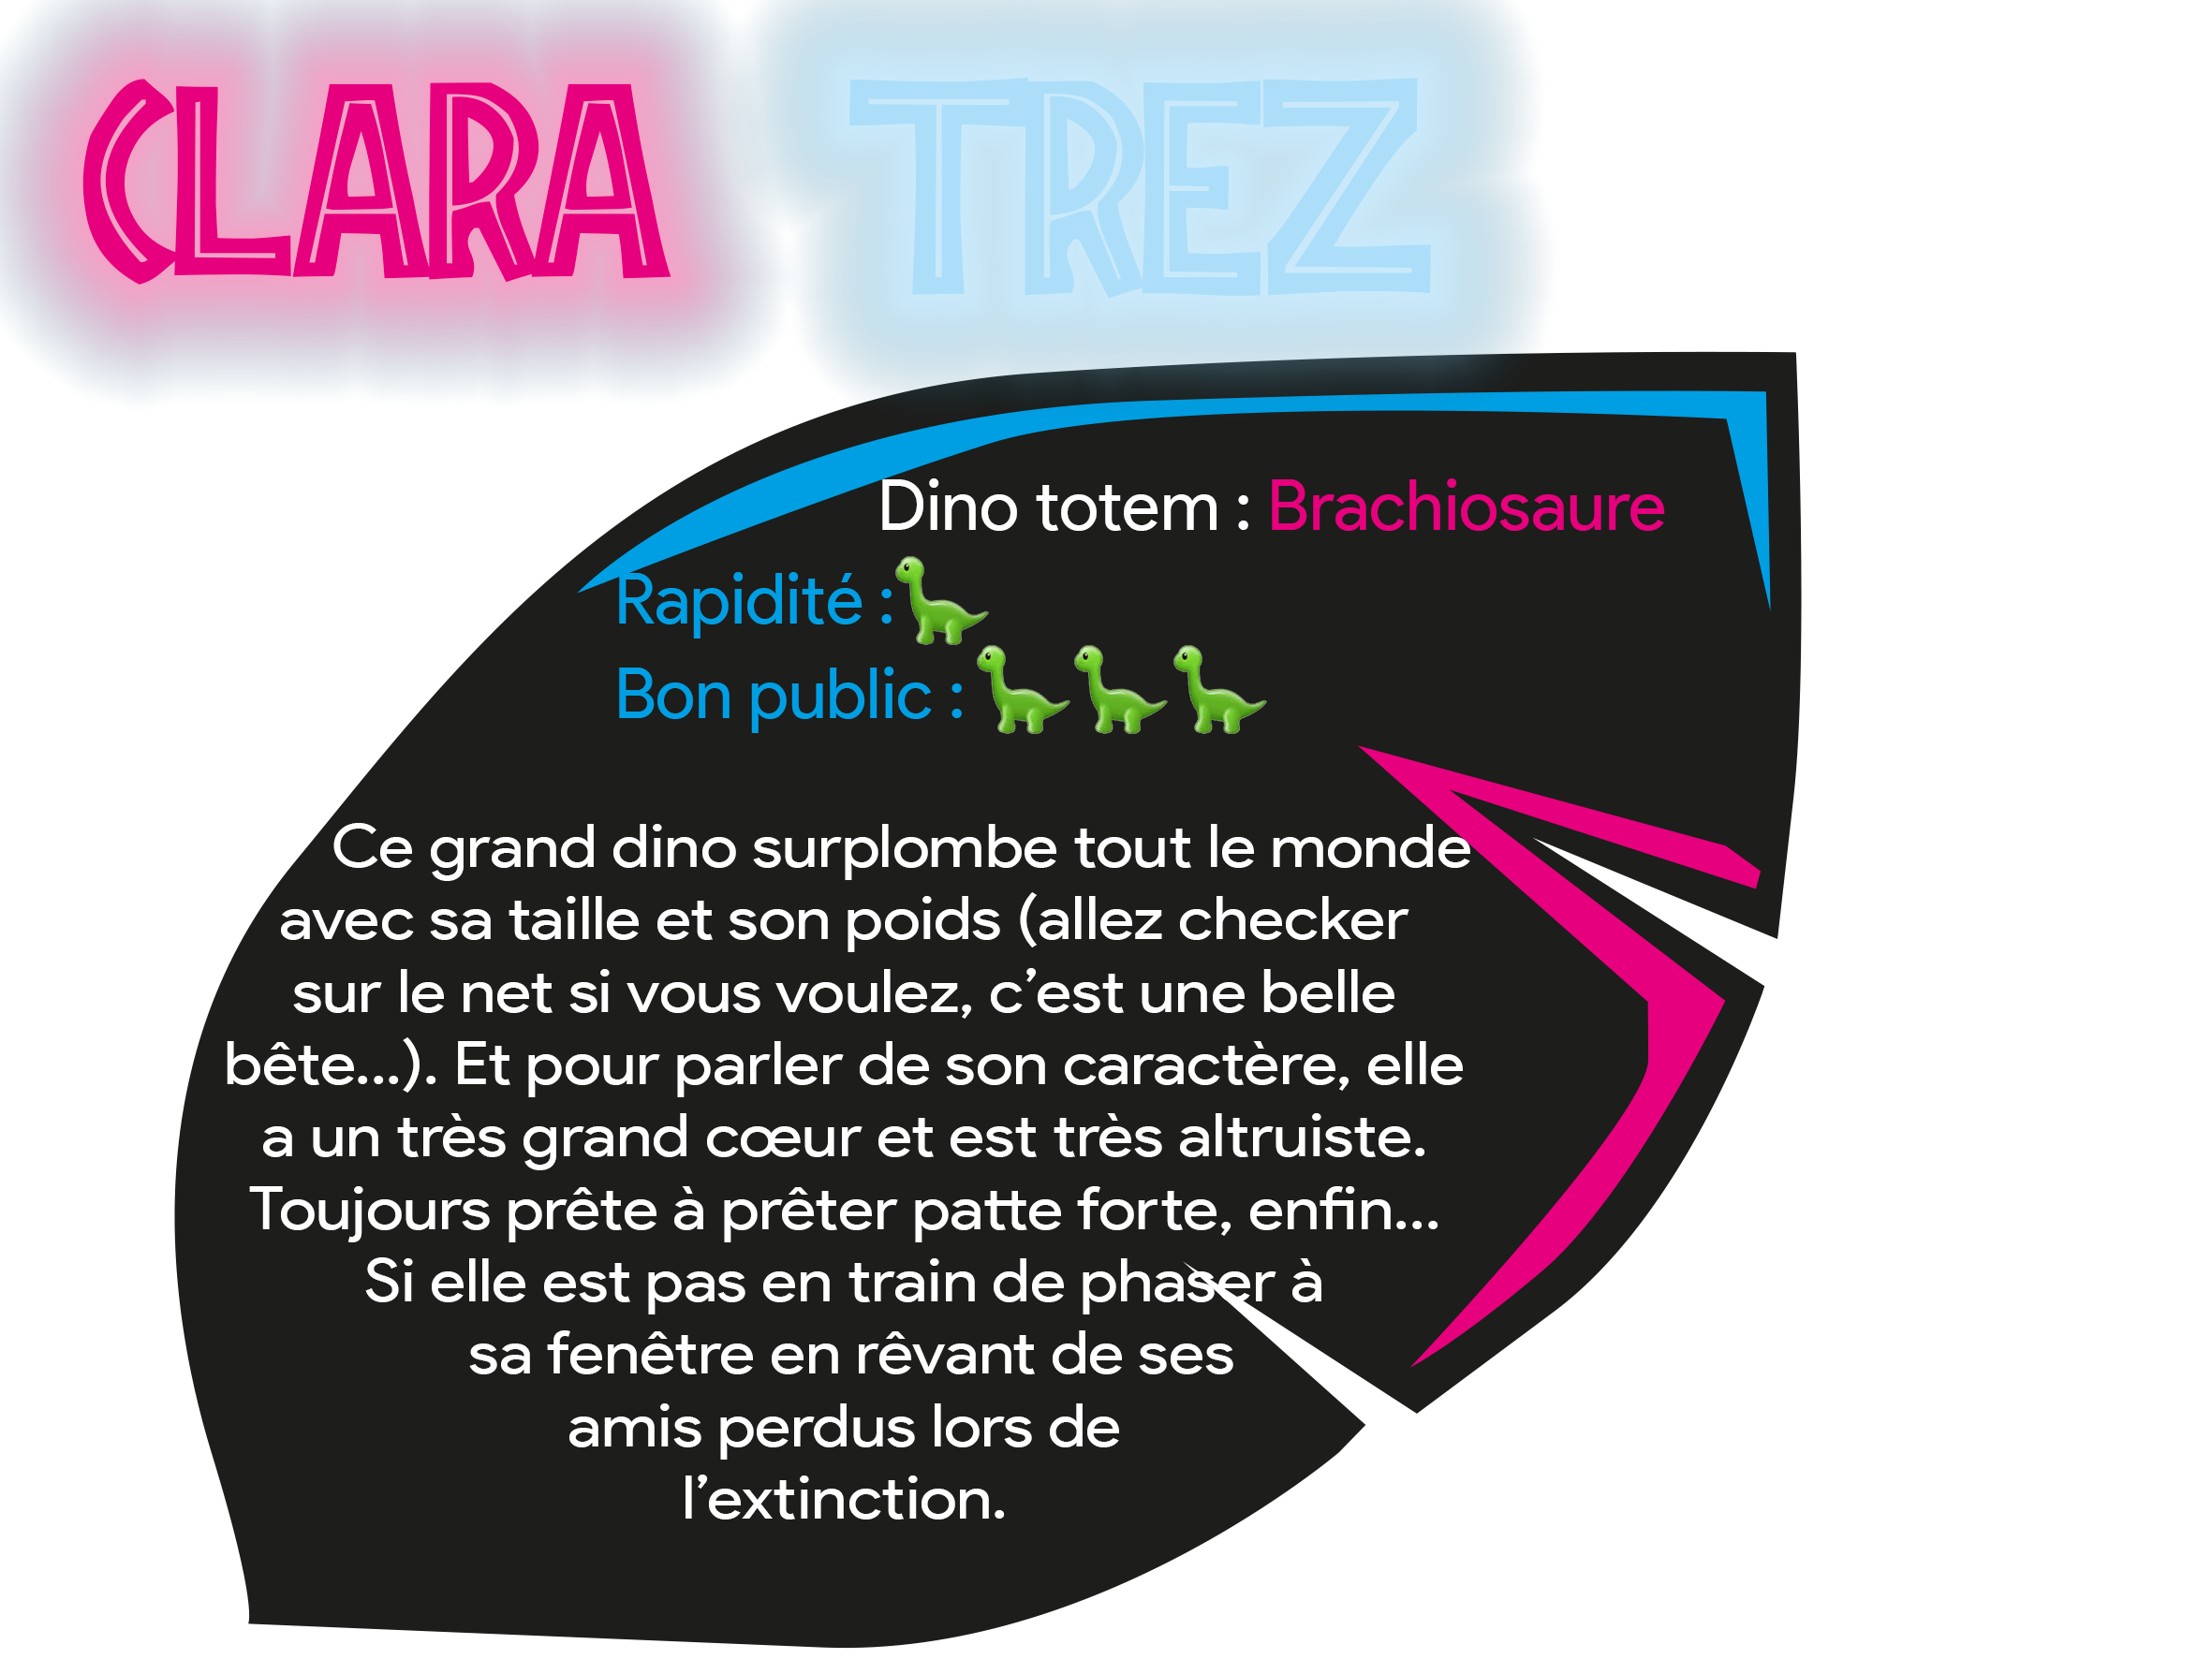 CLARA TREZ
Dino totem : Brachiosaure
Rapidité :
Bon public :
Ce grand dino surplombe tout le monde
avec sa taille et son poids (allez checker
sur le net si vous voulez, c’est une belle
bête...). Et pour parler de son caractère, elle
a un très grand cœur et est très altruiste.
Toujours prête à prêter patte forte, enfin...
Si elle est pas en train de phaser à
sa fenêtre en rêvant de ses
amis perdus lors de
l’extinction.